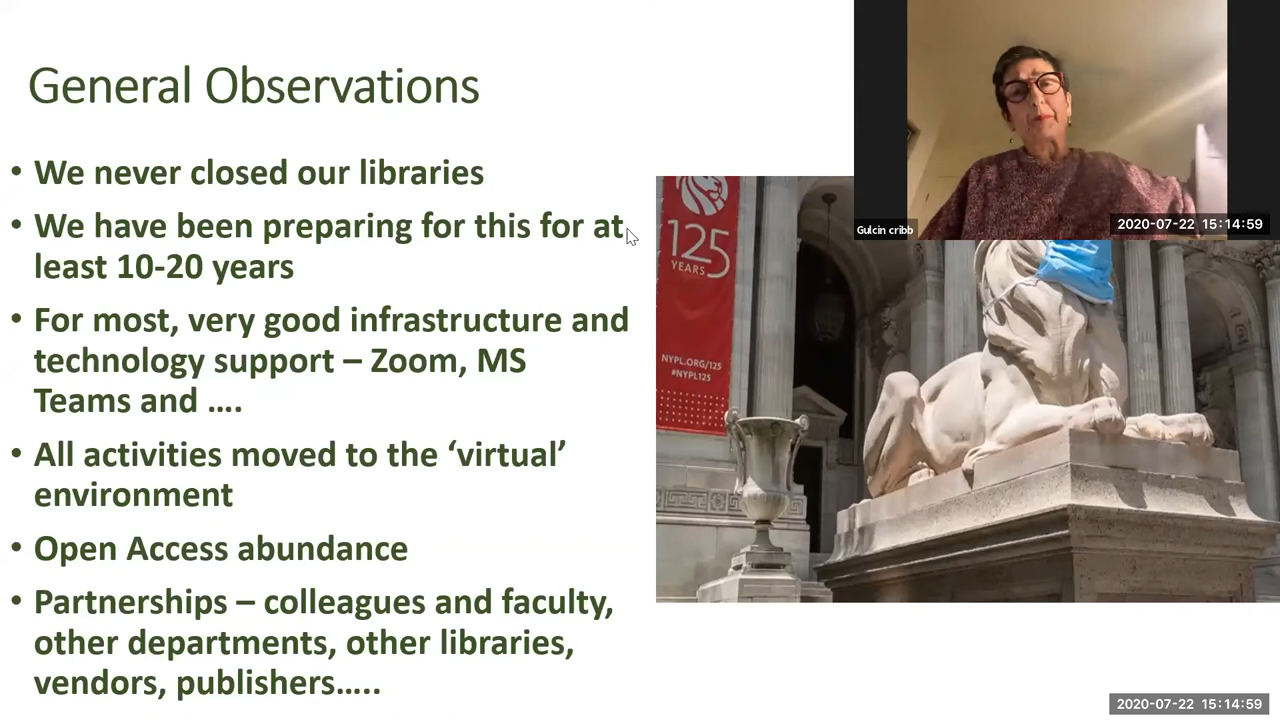 General Observations
• We never closed our libraries
• We have been preparing for this for at
least 10-20 years
• For most, very good infrastructure and
technology support – Zoom, MS
Teams and ….
• All activities moved to the ‘virtual’
environment
• Open Access abundance
• Partnerships – colleagues and faculty,
other departments, other libraries,
vendors, publishers…..
125
YEARS
NYPL.ORG/125
#NYPL125
Gulcin cribb
2020-07-22 15:14:59
2020-07-22 15:14:59